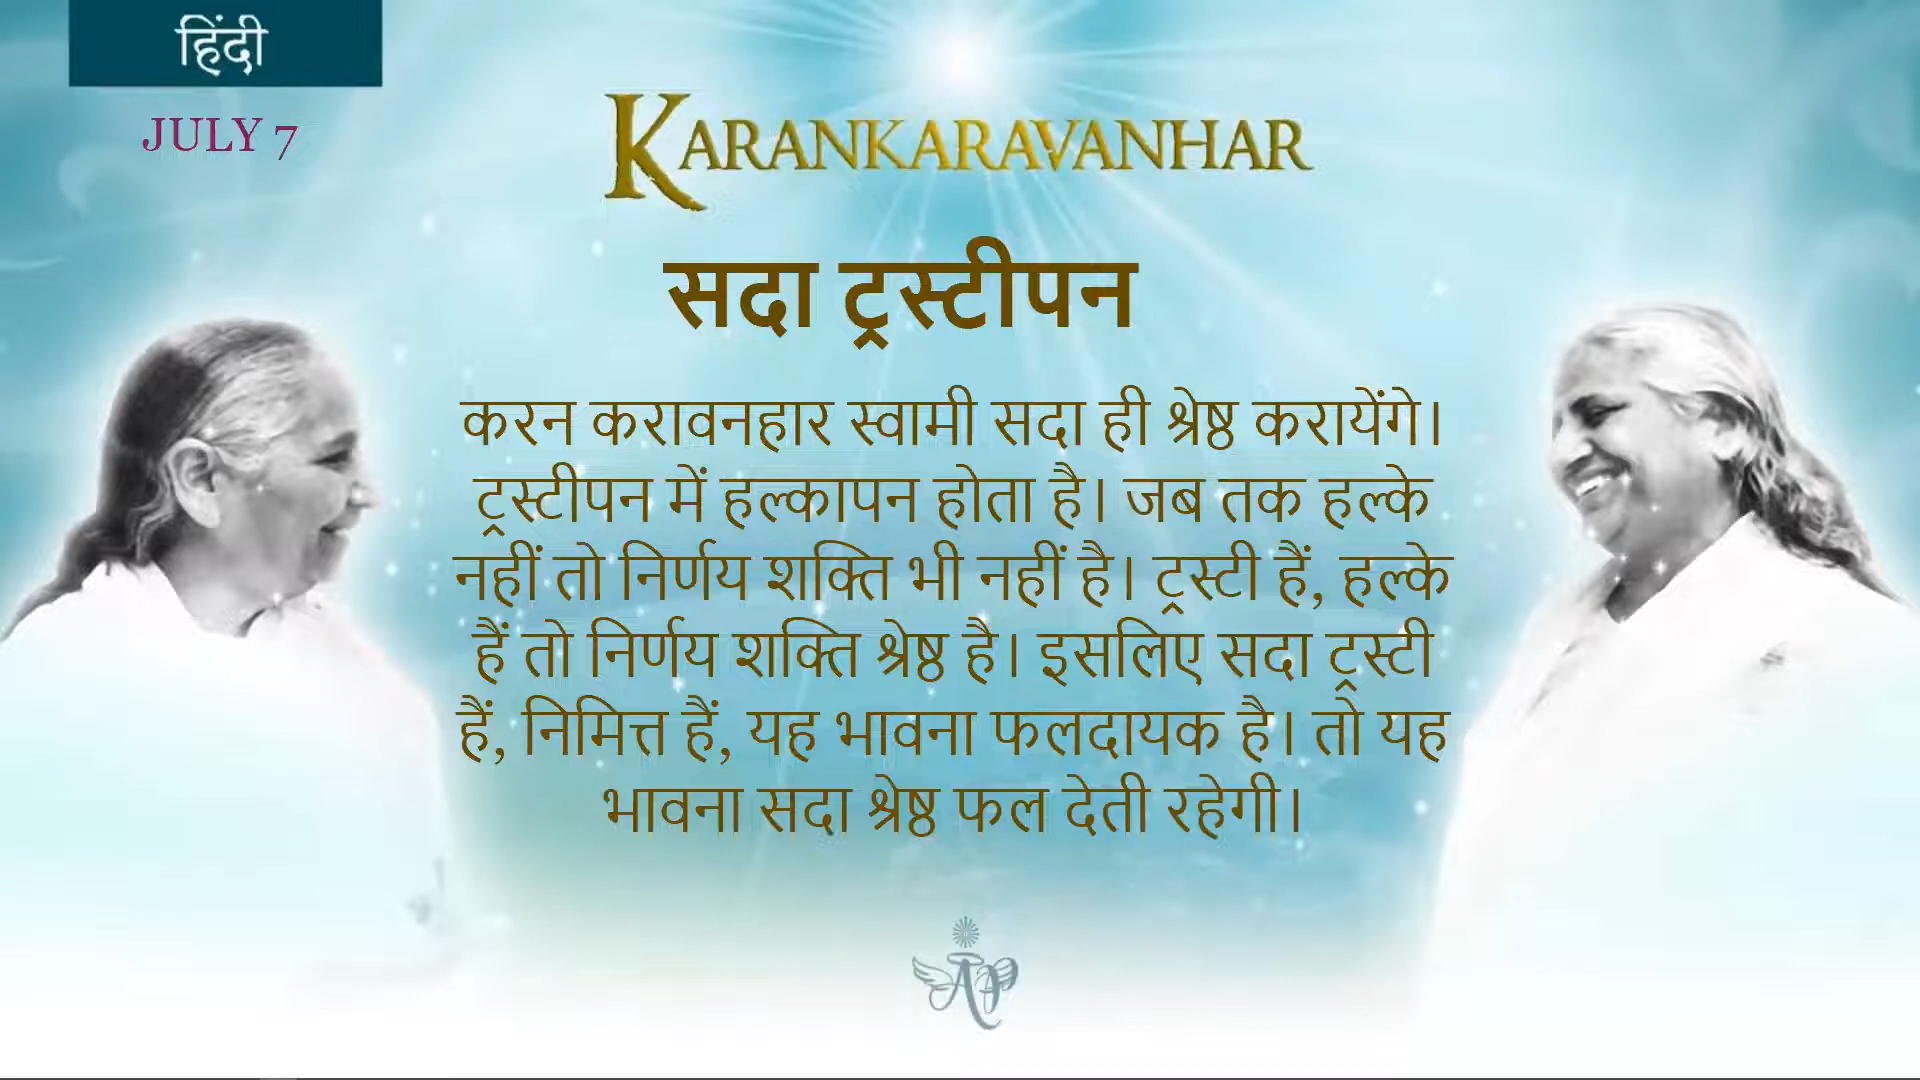 हिंदी
JULY 7
KARANKARAVANHAR
सदा ट्रस्टीपन
करन करावनहार स्वामी सदा ही श्रेष्ठ करायेंगे।
ट्रस्टीपन में हल्कापन होता है। जब तक हल्के
नहीं तो निर्णय शक्ति भी नहीं है। ट्रस्टी हैं, हल्के
हैं तो निर्णय शक्ति श्रेष्ठ है। इसलिए सदा ट्रस्टी
हैं, निमित्त हैं, यह भावना फलदायक है। तो यह
भावना सदा श्रेष्ठ फल देती रहेगी।
AP